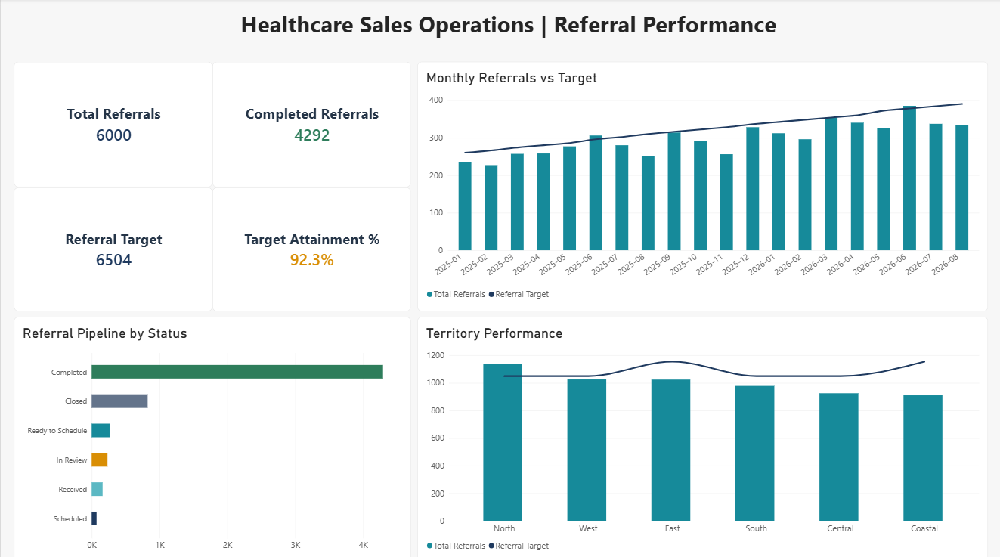 Healthcare Sales Operations | Referral Performance
Total Referrals
6000
Completed Referrals
4292
Referral Target
6504
Target Attainment %
92.3%
Monthly Referrals vs Target
400
300
200
100
0
2025-01
2025-02
2025-03
2025-04
2025-05
2025-06
2025-07
2025-08
2025-09
2025-10
2025-11
2025-12
2026-01
2026-02
2026-03
2026-04
2026-05
2026-06
2026-07
2026-08
Total Referrals
Referral Target
Referral Pipeline by Status
Completed
Closed
Ready to Schedule
In Review
Received
Scheduled
0K
1K
2K
3K
4K
Territory Performance
1200
1000
800
600
400
200
0
North
West
East
South
Central
Coastal
Total Referrals
Referral Target